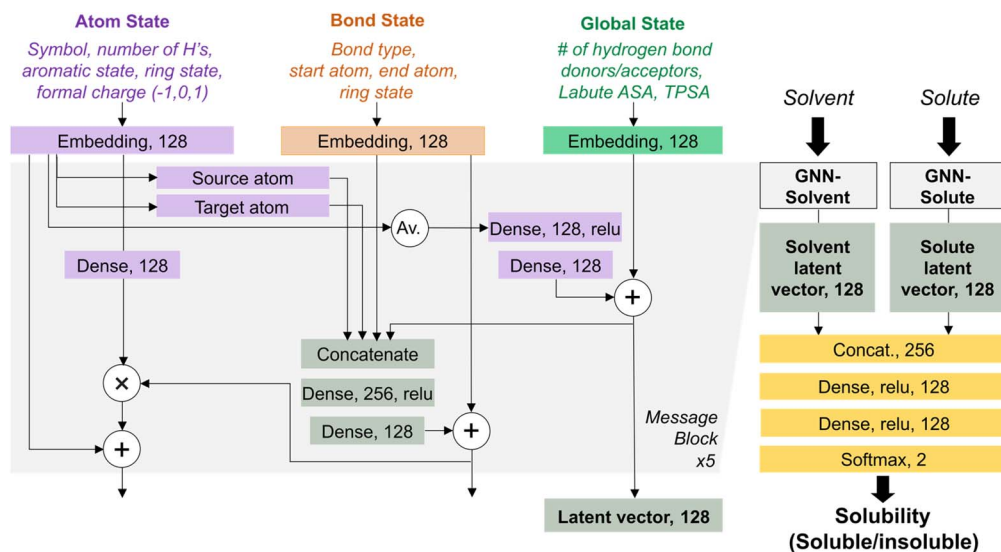 Atom State
Symbol, number of H's,
aromatic state, ring state,
formal charge (-1,0,1)
Embedding, 128
Bond State
Bond type,
start atom, end atom,
ring state
Embedding, 128
Global State
# of hydrogen bond
donors/acceptors,
Labute ASA, TPSA
Embedding, 128
Source atom
Target atom
Av.
Dense, 128, relu
Dense, 128
Dense, 128
+
Concatenate
×
Dense, 256, relu
Dense, 128
+
+
Message
Block
x5
Latent vector, 128
Solvent
Solute
GNN-
Solvent
GNN-
Solute
Solvent
latent
vector, 128
Solute
latent
vector, 128
Concat., 256
Dense, relu, 128
Dense, relu, 128
Softmax, 2
Solubility
(Soluble/insoluble)